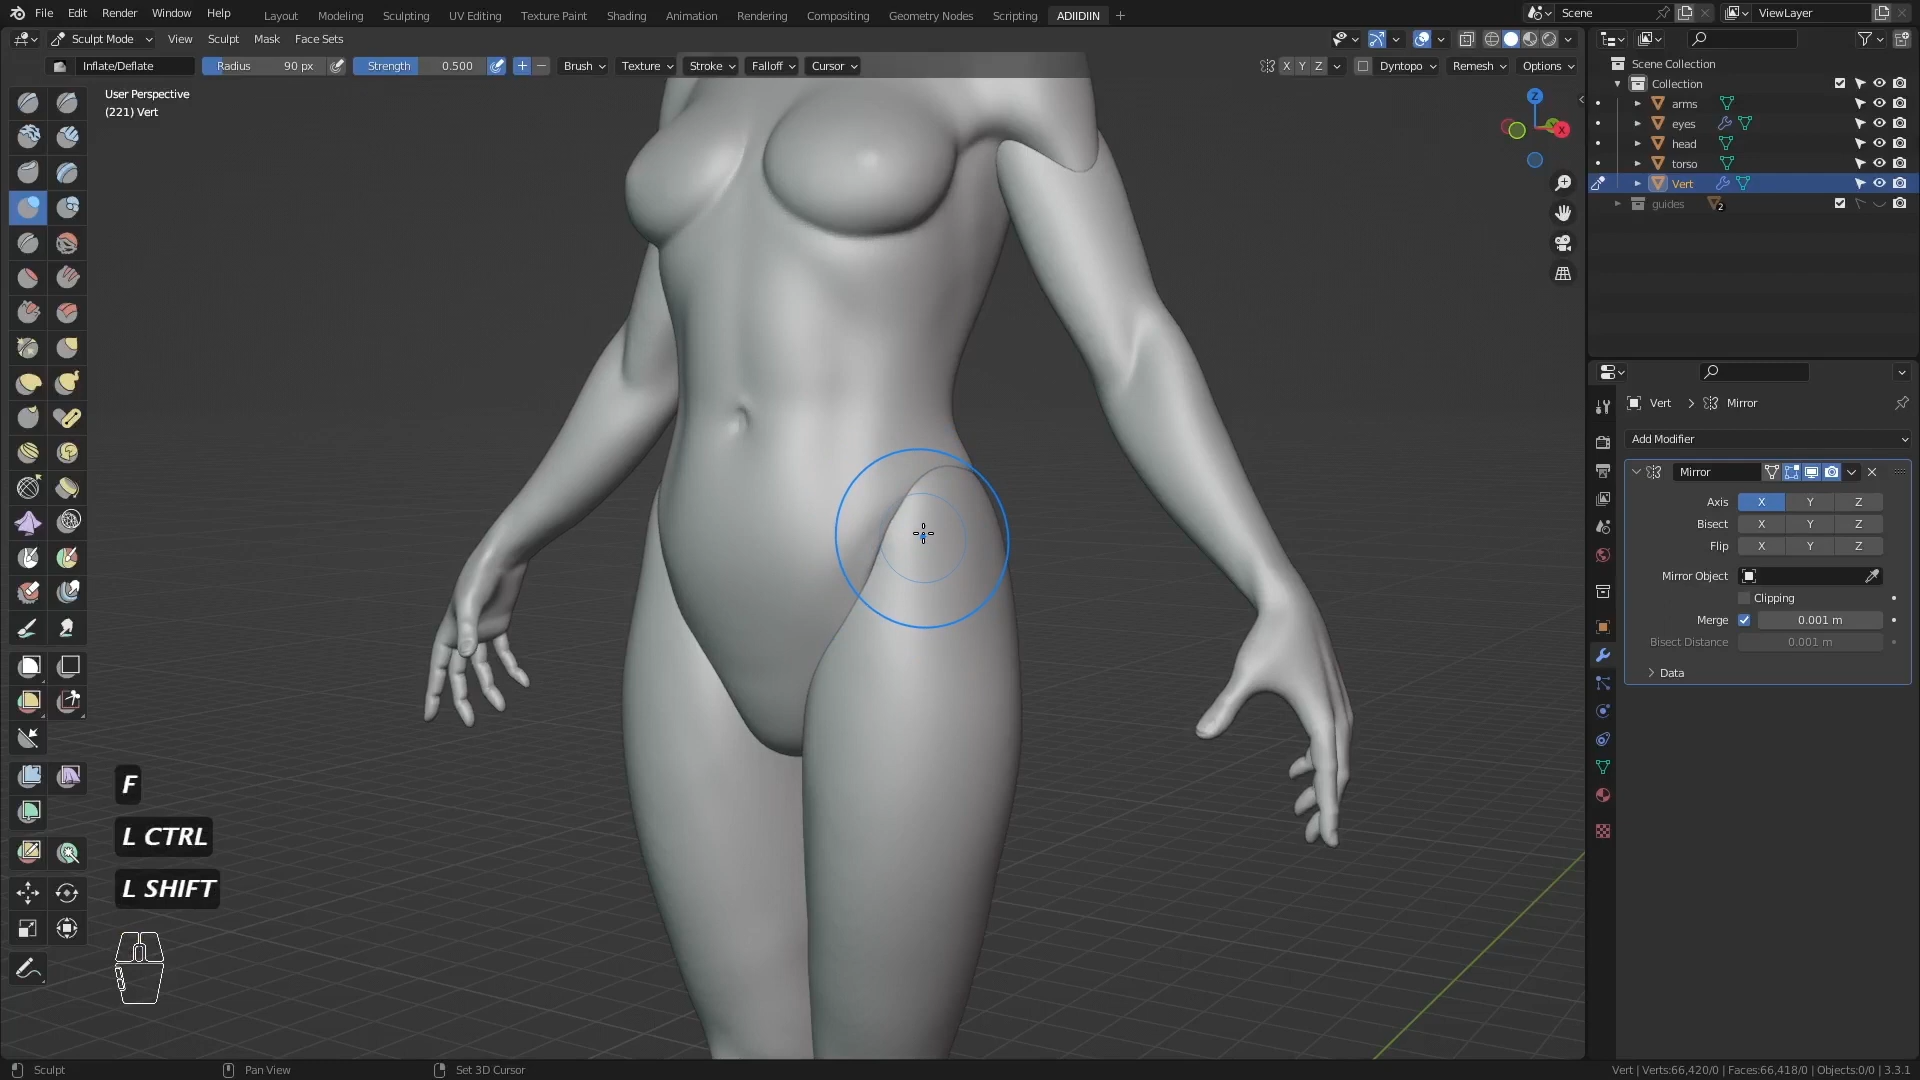 File Edit Render Window Help Layout Modeling Sculpting UV Editing Texture Paint Shading Animation Rendering Compositing Geometry Nodes Scripting ADIIDIIN + Scene ViewLayer
Sculpt Mode View Sculpt Mask Face Sets
Inflate/Deflate Radius 90 px Strength 0.500 Brush Texture Stroke Falloff Cursor X Y Z Dyntopo Remesh Options
User Perspective
(221) Vert
Z
X
Scene Collection
Collection
arms
eyes
head
torso
Vert
guides 2
Vert > Mirror
Add Modifier
Mirror
Axis X Y Z
Bisect X Y Z
Flip X Y Z
Mirror Object
Clipping
Merge 0.001 m
Bisect Distance 0.001 m
Data
F
L CTRL
L SHIFT
Sculpt Pan View Set 3D Cursor Vert | Verts:66,420/0 | Faces:66,418/0 | Objects:0/0 | 3.3.1